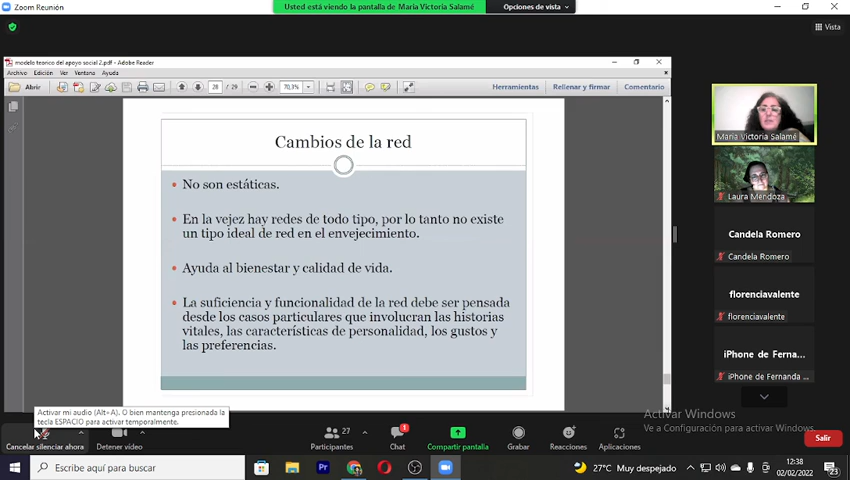 Zoom Reunión
Usted está viendo la pantalla de Maria Victoria Salamé
Opciones de vista
Vista
modelo teorico del apoyo social 2.pdf - Adobe Reader
Archivo Edición Ver Ventana Ayuda
Abrir
28 / 29
70,3%
Herramientas
Rellenar y firmar
Comentario
Cambios de la red
No son estáticas.
En la vejez hay redes de todo tipo, por lo tanto no existe
un tipo ideal de red en el envejecimiento.
Ayuda al bienestar y calidad de vida.
La suficiencia y funcionalidad de la red debe ser pensada
desde los casos particulares que involucran las historias
vitales, las características de personalidad, los gustos y
las preferencias.
Maria Victoria Salamé
Laura Mendoza
Candela Romero
Candela Romero
florenciavalente
florenciavalente
iPhone de Ferna...
iPhone de Fernanda ...
Activar mi audio (Alt+A). O bien mantenga presionada la
tecla ESPACIO para activar temporalmente.
Cancelar silenciar ahora
Detener video
27
Participantes
1
Chat
Compartir pantalla
Grabar
Reacciones
Aplicaciones
Activar Windows
Ve a Configuración para activar Windows.
Salir
Escribe aquí para buscar
Pr
27°C Muy despejado
12:38
02/02/2022
23